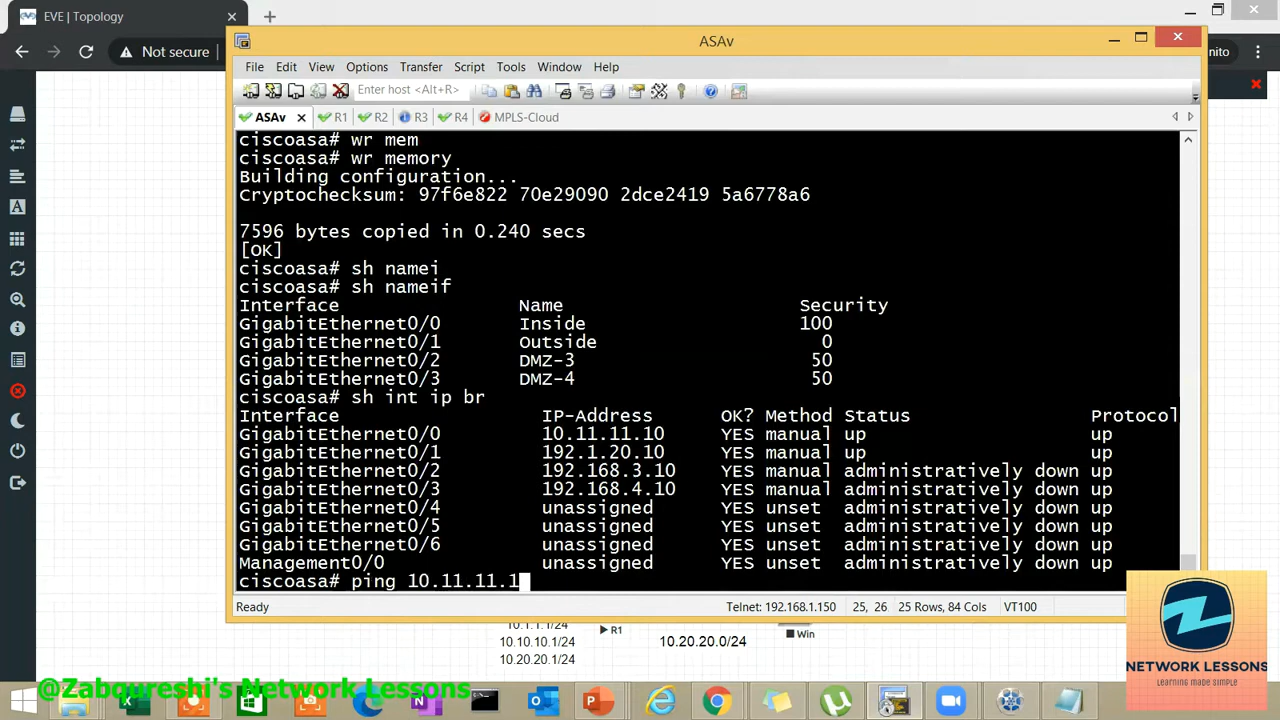 EVE | Topology
Not secure
nito
ASAv
File Edit View Options Transfer Script Tools Window Help
Enter host <Alt+R>
ASAv R1 R2 R3 R4 MPLS-Cloud
ciscoasa# wr mem
ciscoasa# wr memory
Building configuration...
Cryptochecksum: 97f6e822 70e29090 2dce2419 5a6778a6
7596 bytes copied in 0.240 secs
[OK]
ciscoasa# sh namei
ciscoasa# sh nameif
Interface Name Security
GigabitEthernet0/0 Inside 100
GigabitEthernet0/1 Outside 0
GigabitEthernet0/2 DMZ-3 50
GigabitEthernet0/3 DMZ-4 50
ciscoasa# sh int ip br
Interface IP-Address OK? Method Status Protocol
GigabitEthernet0/0 10.11.11.10 YES manual up up
GigabitEthernet0/1 192.1.20.10 YES manual up up
GigabitEthernet0/2 192.168.3.10 YES manual administratively down up
GigabitEthernet0/3 192.168.4.10 YES manual administratively down up
GigabitEthernet0/4 unassigned YES unset administratively down up
GigabitEthernet0/5 unassigned YES unset administratively down up
GigabitEthernet0/6 unassigned YES unset administratively down up
Management0/0 unassigned YES unset administratively down up
ciscoasa# ping 10.11.11.1
Ready Telnet: 192.168.1.150 25, 26 25 Rows, 84 Cols VT100
10.1.1.1/24
10.10.10.1/24
10.20.20.1/24
R1
10.20.20.0/24
Win
NETWORK LESSONS
Learning made simple
@Zaboureshi's Network Lessons